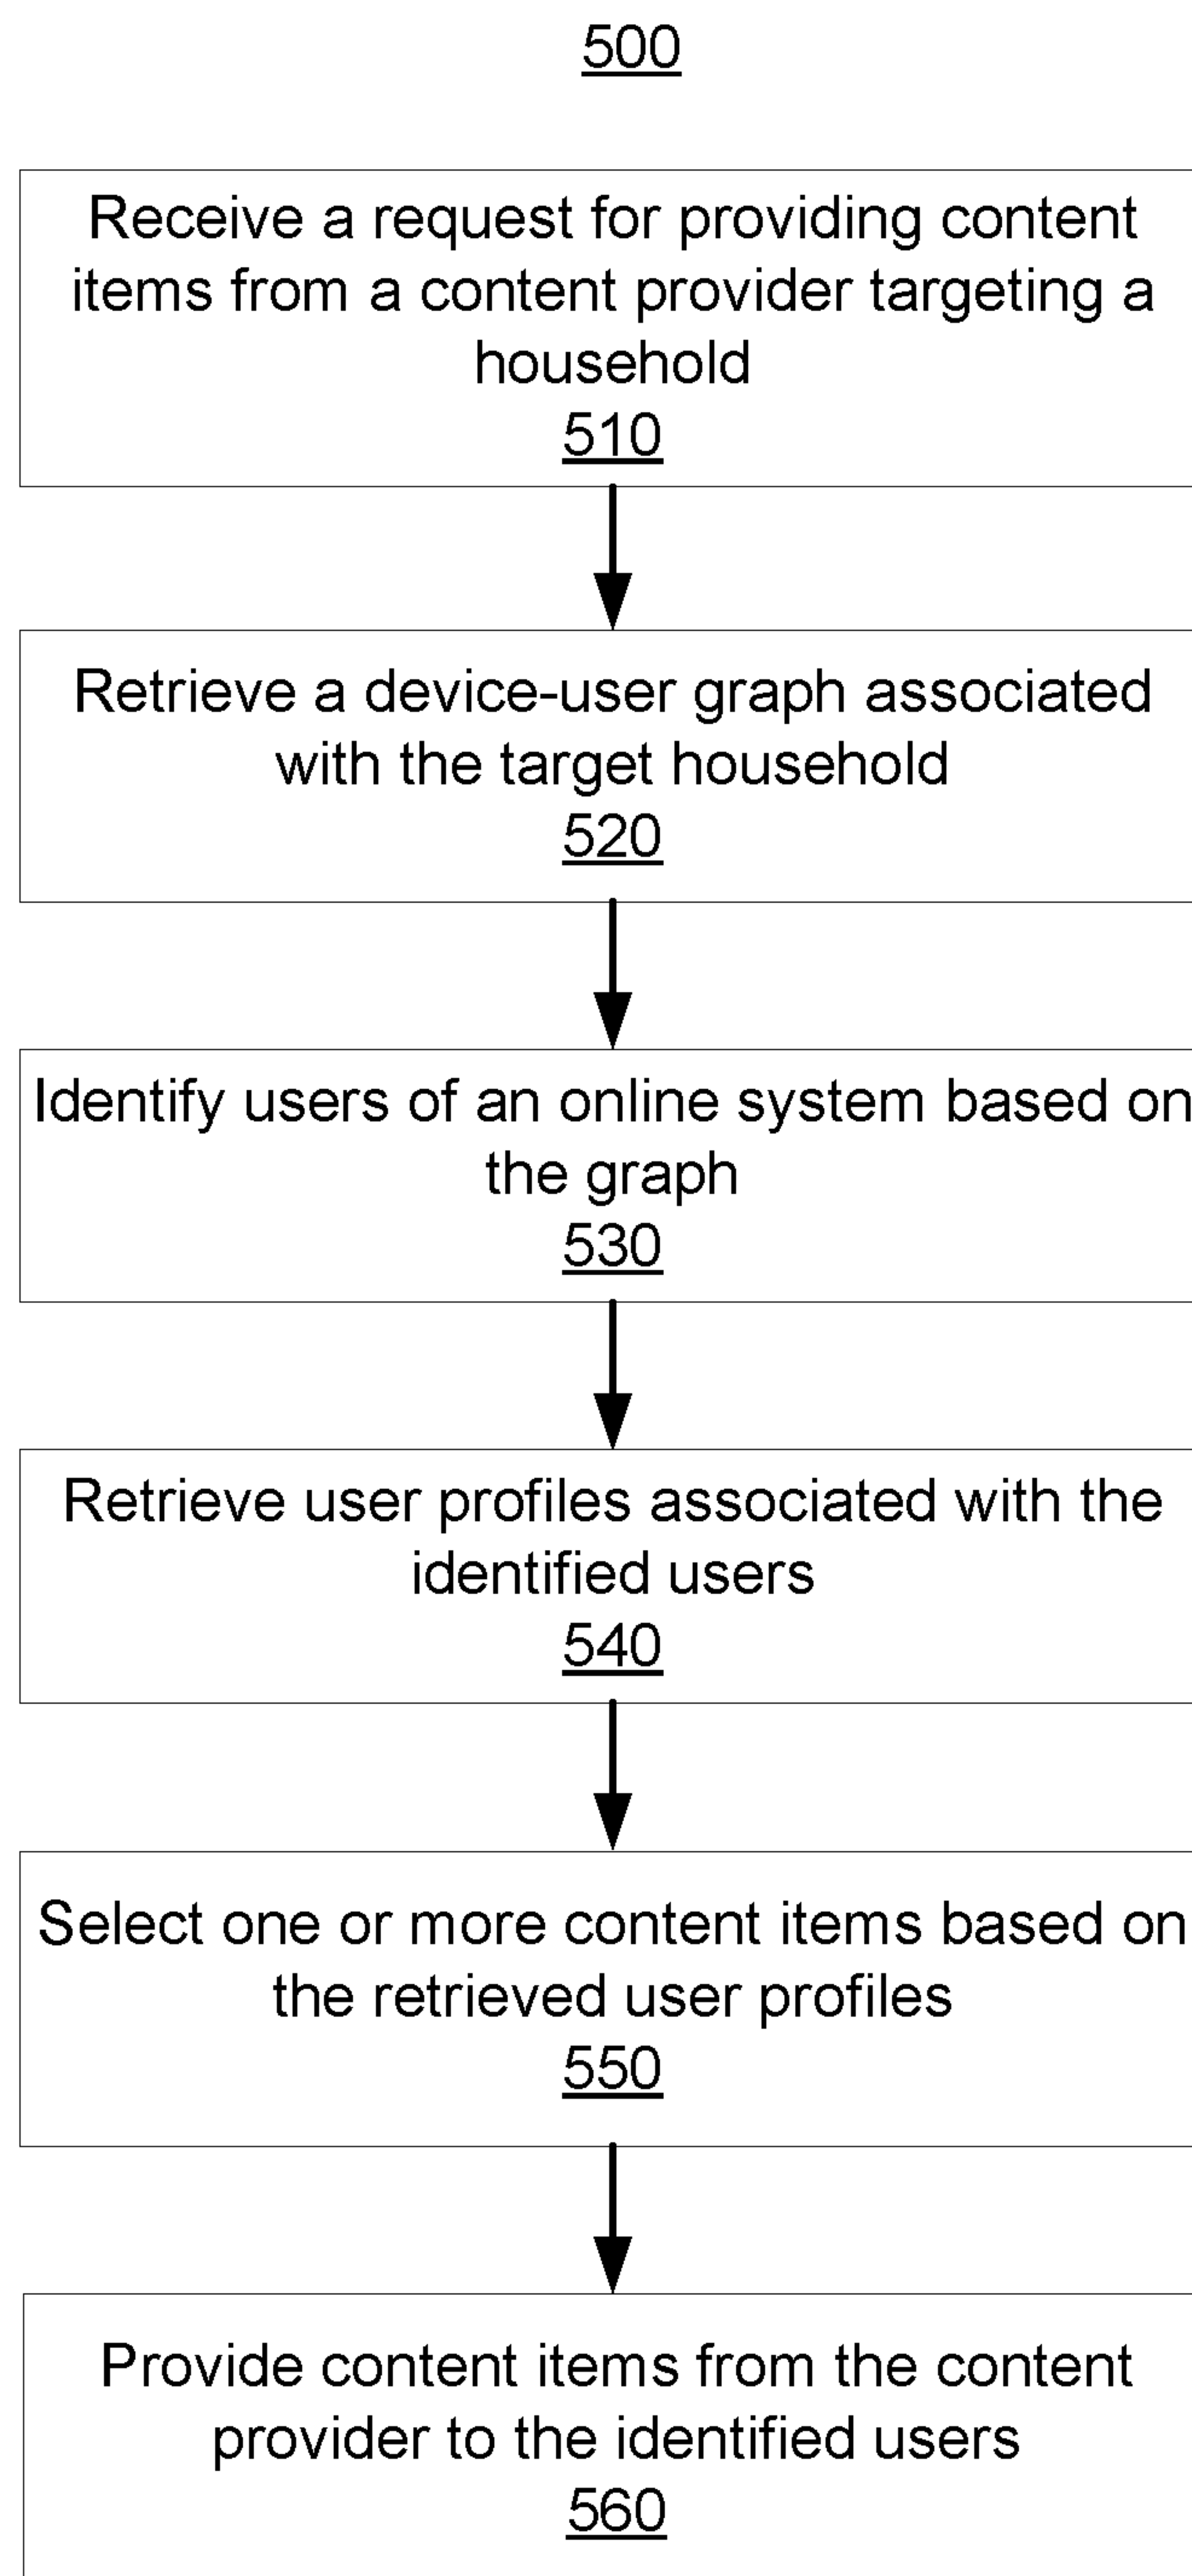 500
Receive a request for providing content
items from a content provider targeting a
household
510
Retrieve a device-user graph associated
with the target household
520
Identify users of an online system based on
the graph
530
Retrieve user profiles associated with the
identified users
540
Select one or more content items based on
the retrieved user profiles
550
Provide content items from the content
provider to the identified users
560